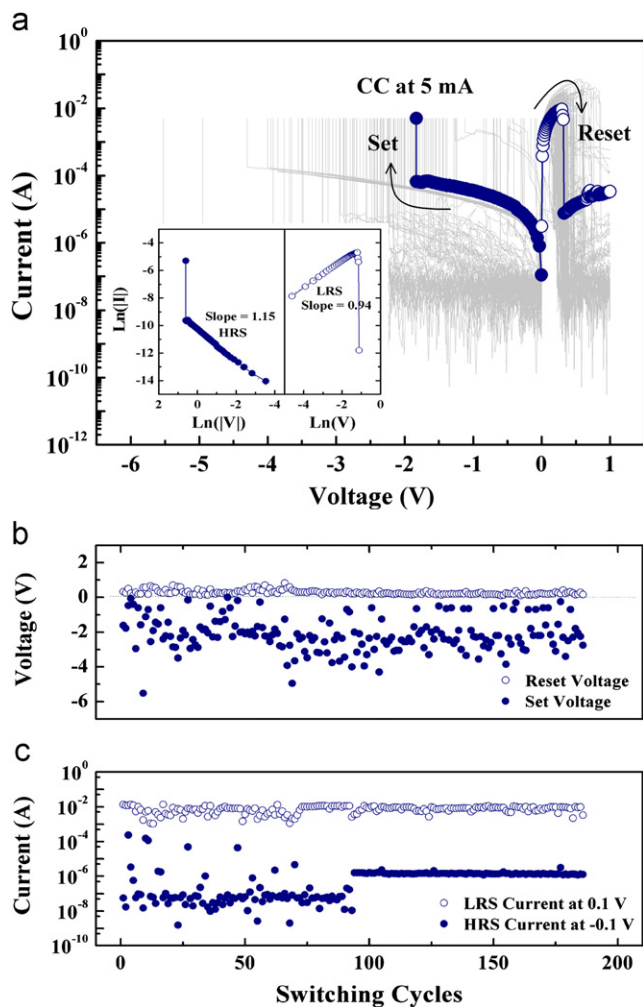 a
10^0
10^-2
10^-4
10^-6
10^-8
10^-10
10^-12
Current (A)
CC at 5 mA
Set
Reset
-4
-6
-8
-10
-12
-14
Ln(|I|)
Slope = 1.15
HRS
LRS
Slope = 0.94
2 0 -2 -4
-4 -2 0
Ln(|V|)
Ln(V)
-6 -5 -4 -3 -2 -1 0 1
Voltage (V)
b
2
0
-2
-4
-6
Voltage (V)
Reset Voltage
Set Voltage
c
10^0
10^-2
10^-4
10^-6
10^-8
10^-10
Current (A)
LRS Current at 0.1 V
HRS Current at -0.1 V
0 50 100 150 200
Switching Cycles